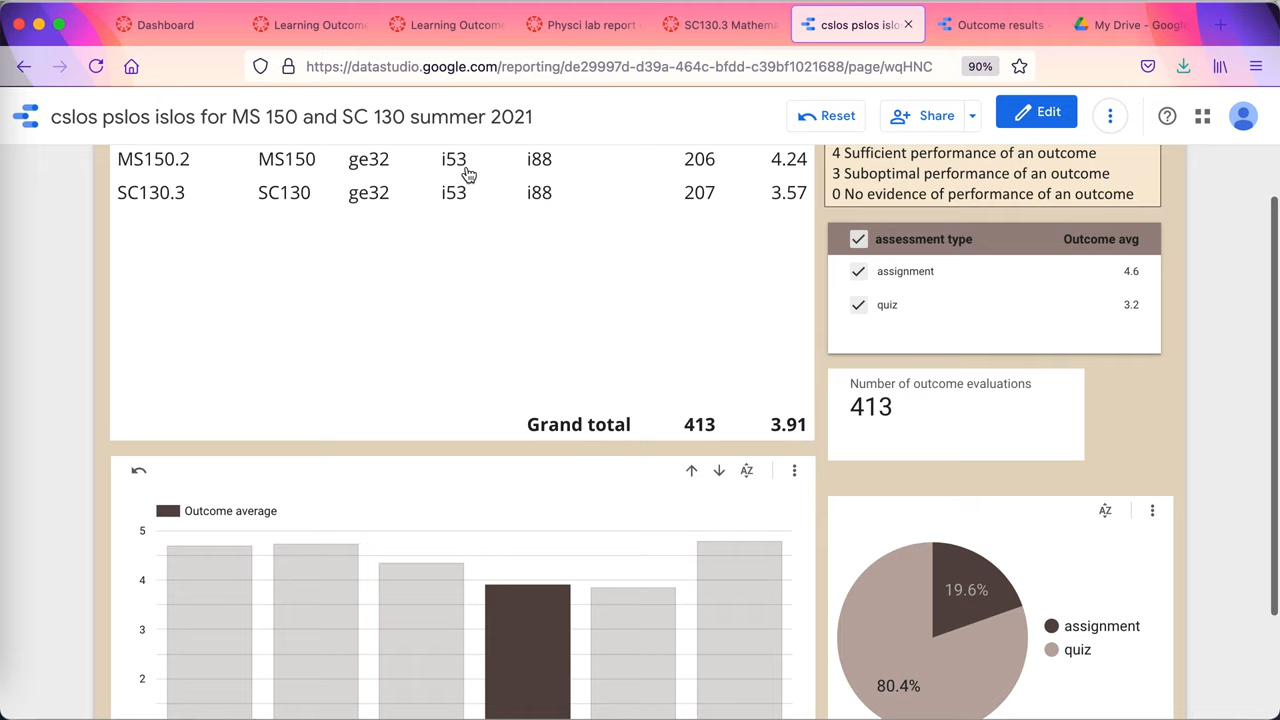 Dashboard
Learning Outcome
Learning Outcome
Physci lab report
SC130.3 Mathema
cslos pslos islo
Outcome results
My Drive - Google
https://datastudio.google.com/reporting/de29997d-d39a-464c-bfdd-c39bf1021688/page/wqHNC
90%
cslos pslos islos for MS 150 and SC 130 summer 2021
Reset
Share
Edit
MS150.2 MS150 ge32 i53 i88 206 4.24
SC130.3 SC130 ge32 i53 i88 207 3.57
Grand total 413 3.91
4 Sufficient performance of an outcome
3 Suboptimal performance of an outcome
0 No evidence of performance of an outcome
assessment type Outcome avg
assignment 4.6
quiz 3.2
Number of outcome evaluations
413
AZ
Outcome average
5
4
3
2
AZ
19.6%
80.4%
assignment
quiz